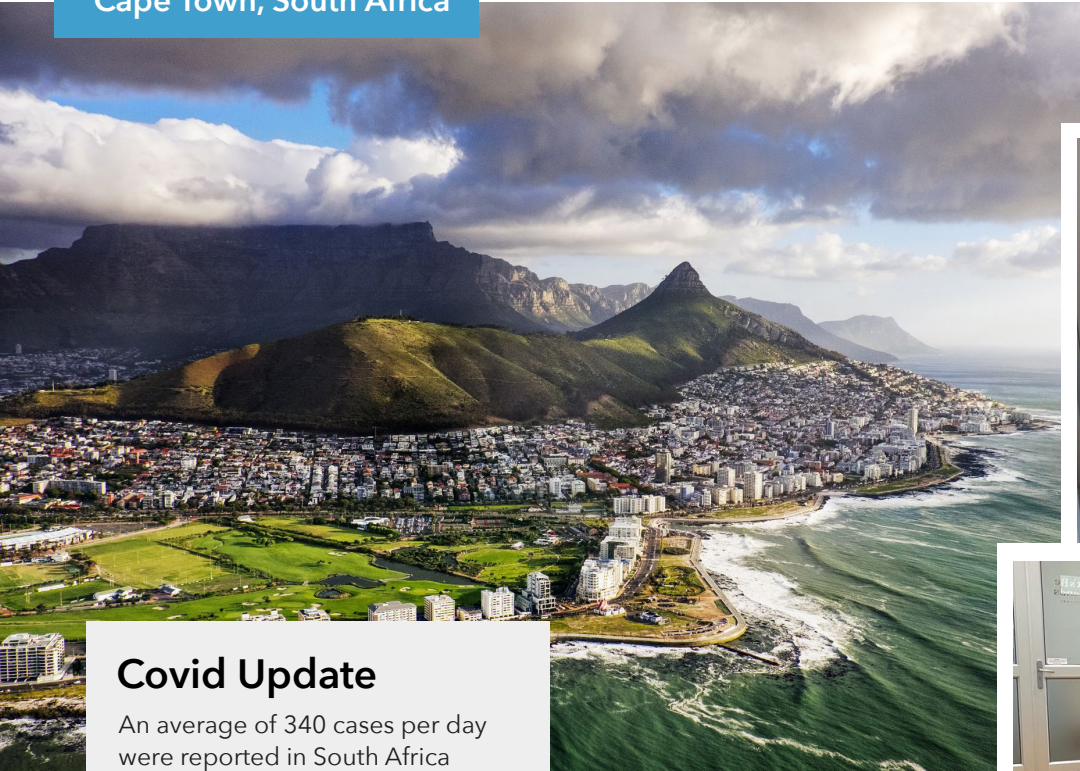 Cape Town, South Africa
Covid Update
An average of 340 cases per day
were reported in South Africa